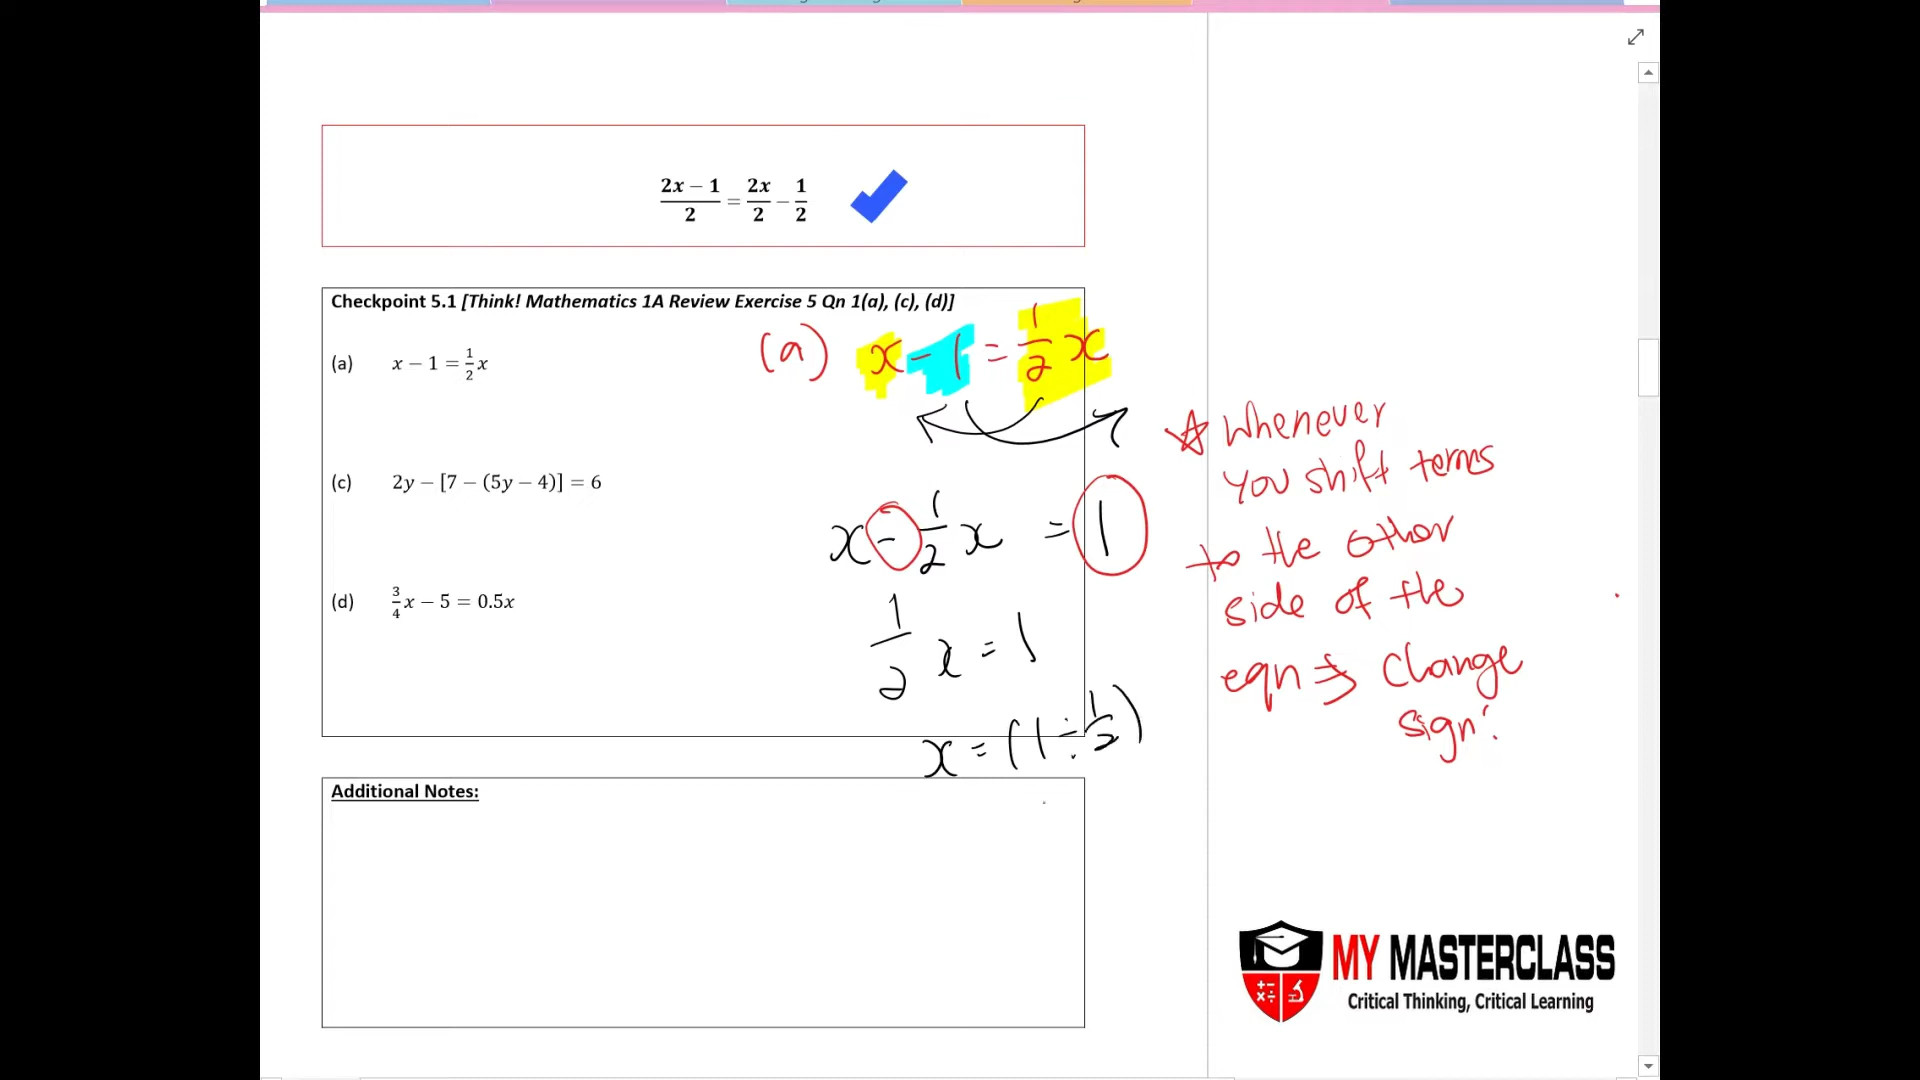 2x − 1 / 2 = 2x / 2 − 1 / 2
Checkpoint 5.1 [Think! Mathematics 1A Review Exercise 5 Qn 1(a), (c), (d)]
(a) x − 1 = 1/2 x
(c) 2y − [7 − (5y − 4)] = 6
(d) 3/4 x − 5 = 0.5x
(a) x − 1 = 1/2 x
x − 1/2 x = 1
1/2 x = 1
x = (1 ÷ 1/2)
☆ Whenever
you shift terms
to the other
side of the
eqn ⇒ Change
sign!
Additional Notes:
MY MASTERCLASS
Critical Thinking, Critical Learning